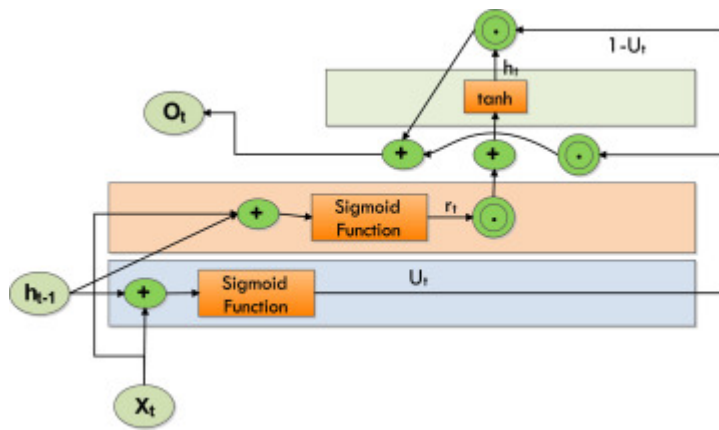 1-Uₜ
hₜ
tanh
Oₜ
+
+
+
Sigmoid
Function
rₜ
hₜ₋₁
+
Sigmoid
Function
Uₜ
Xₜ